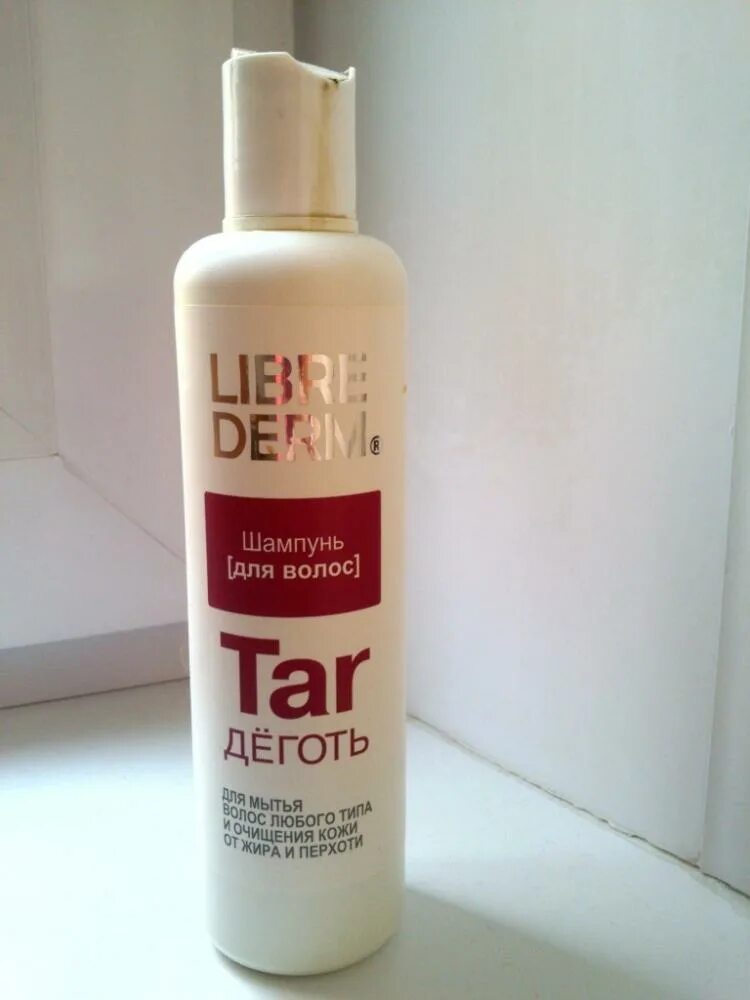 LIBRE
DERM®
Шампунь
[для волос]
Tar
ДЁГОТЬ
ДЛЯ МЫТЬЯ
ВОЛОС ЛЮБОГО ТИПА
И ОЧИЩЕНИЯ КОЖИ
ОТ ЖИРА И ПЕРХОТИ